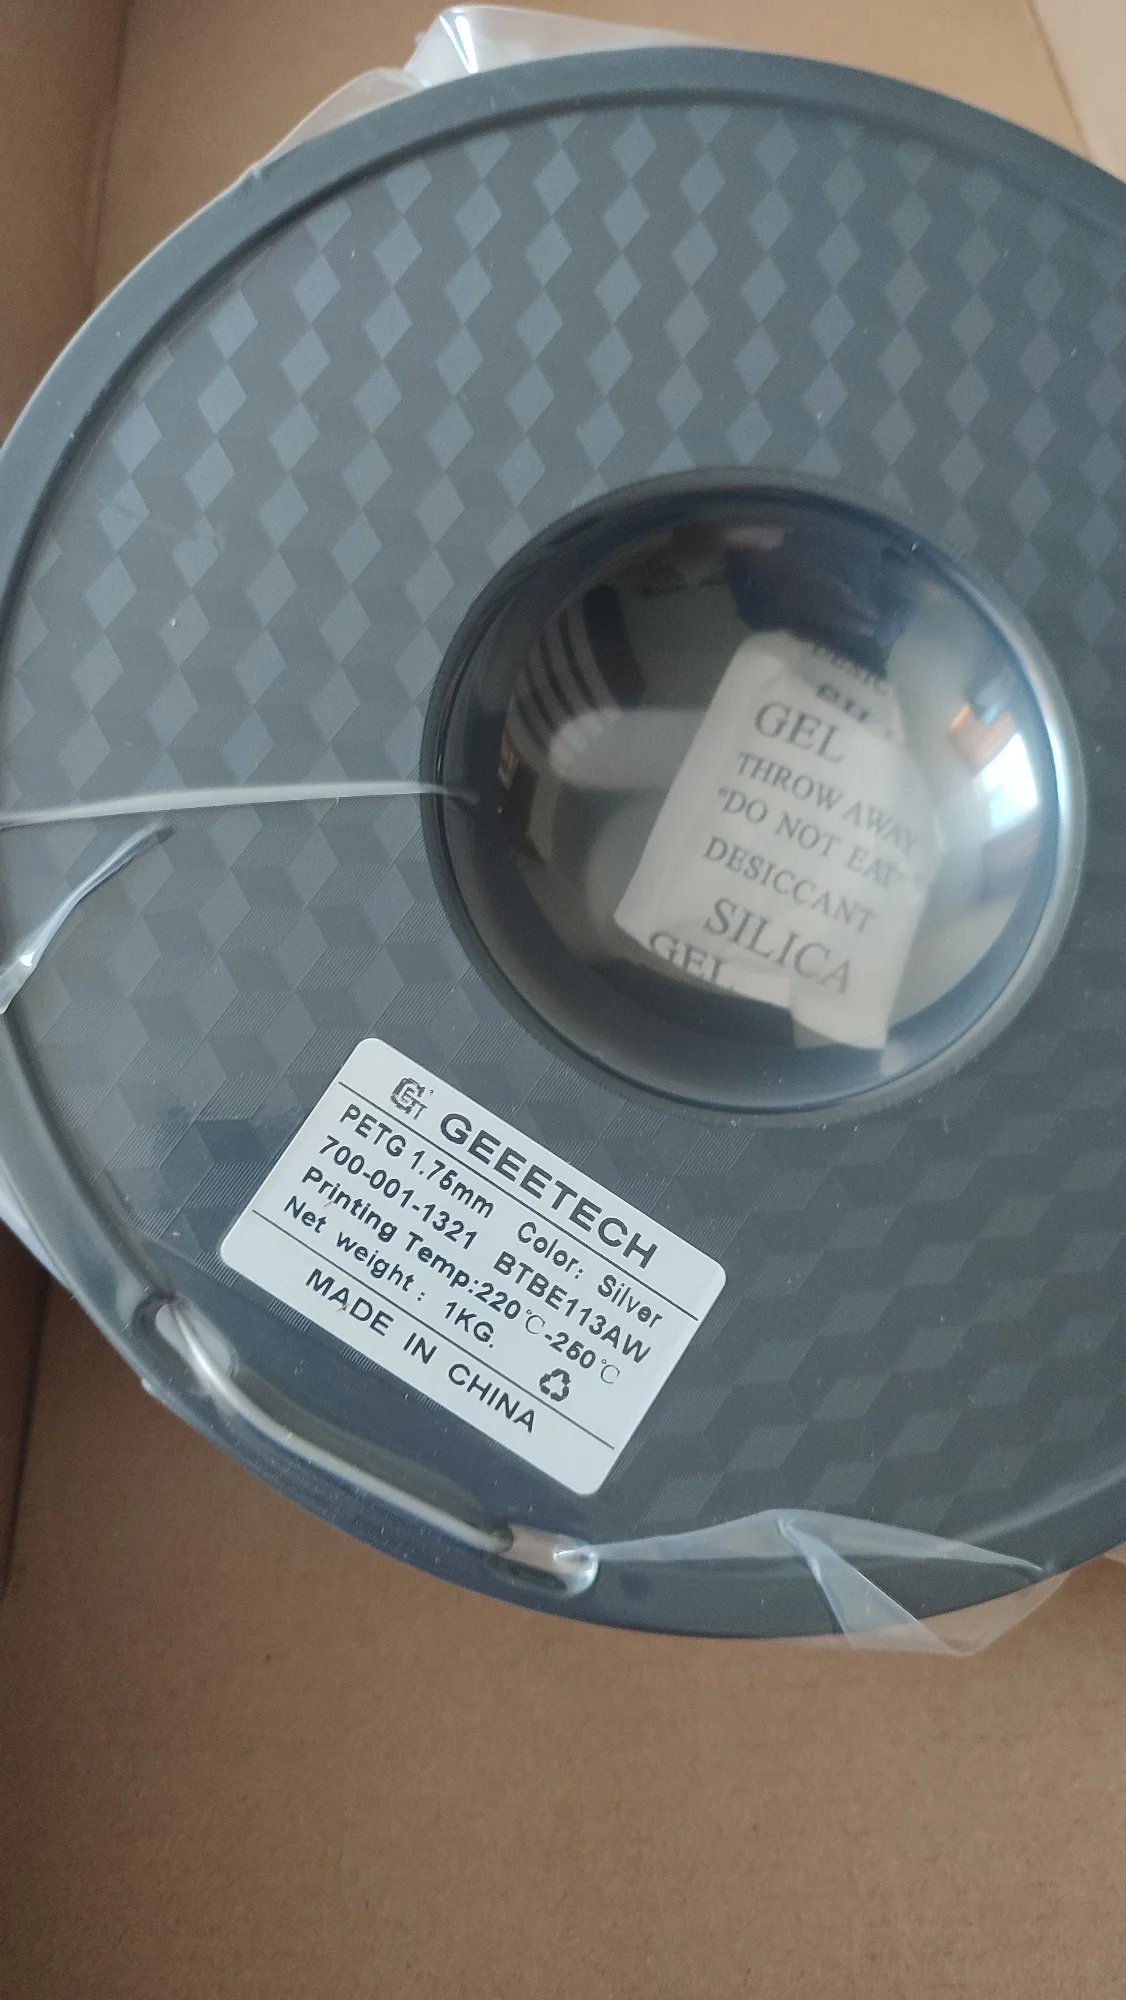 GEL
THROW AWAY
"DO NOT EAT"
DESICCANT
SILICA
GEL
GEEETECH
PETG 1.75mm Color: Silver
700-001-1321 BTBE113AW
Printing Temp:220℃-250℃
Net weight: 1KG.
MADE IN CHINA